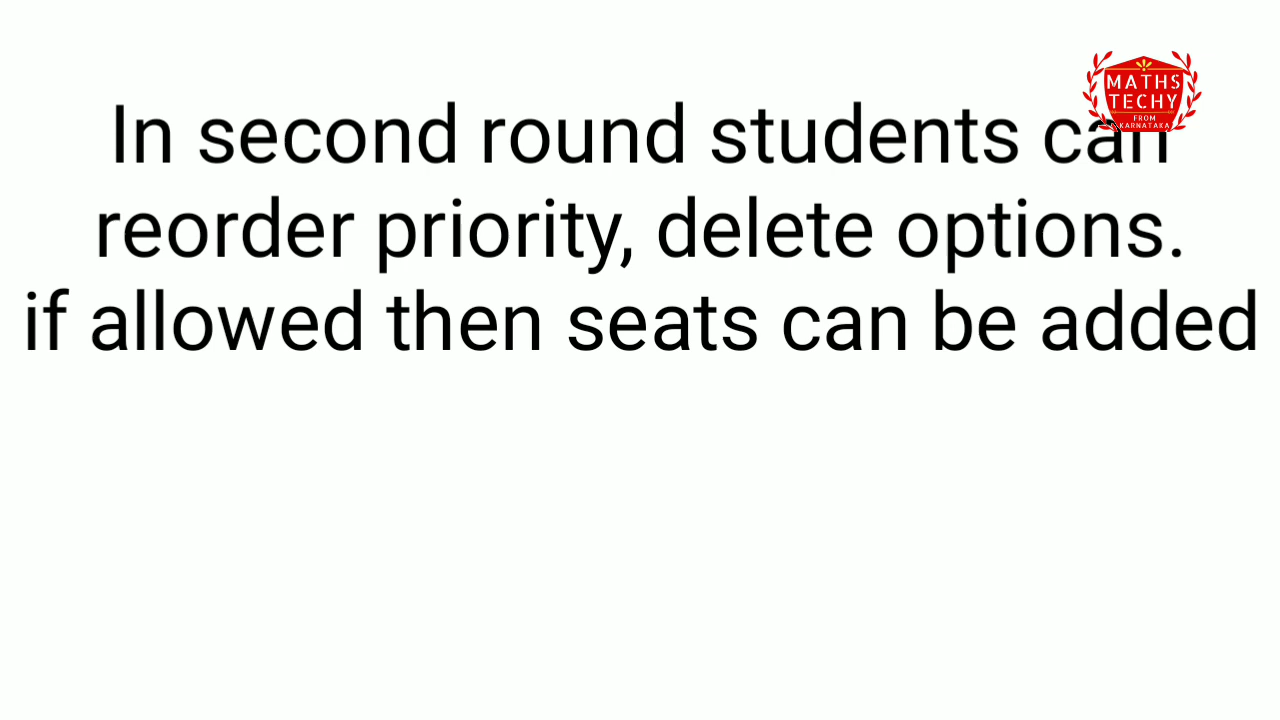 MATHS
TECHY
FROM
KARNATAKA
In second round students can
reorder priority, delete options.
if allowed then seats can be added